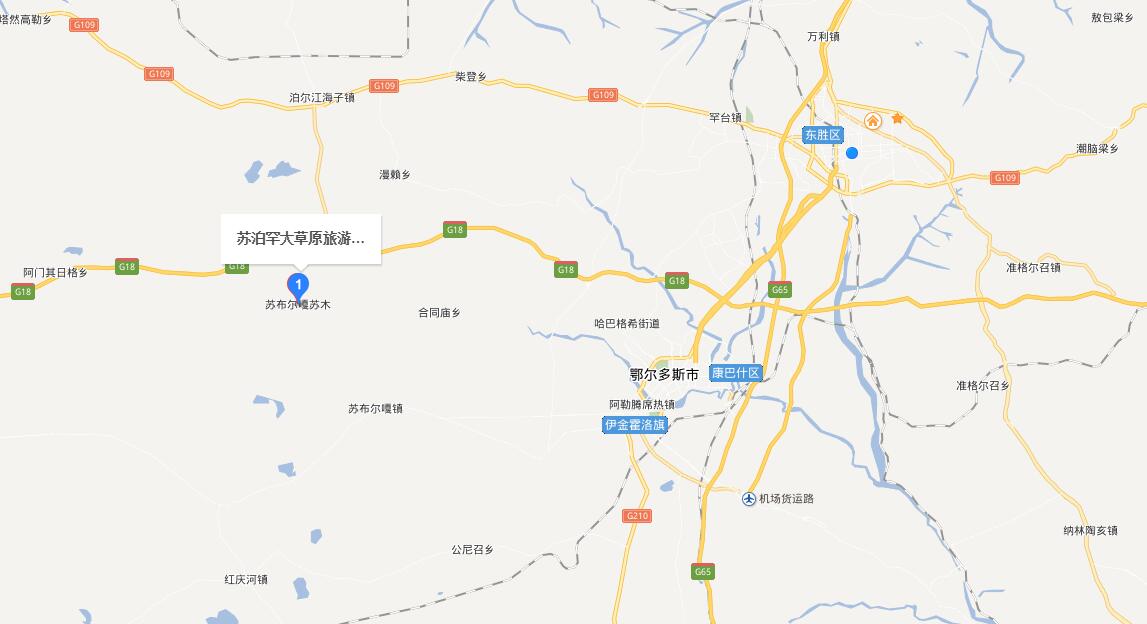 塔然高勒乡
G109
敖包梁乡
万利镇
G109
柴登乡
G109
泊尔江海子镇
G109
罕台镇
东胜区
潮脑梁乡
漫赖乡
G109
苏泊罕大草原旅游...
G18
阿门其日格乡
G18
G18
G18
G18
G18
G65
准格尔召镇
1
苏布尔嘎苏木
合同庙乡
哈巴格希街道
鄂尔多斯市
康巴什区
准格尔召乡
苏布尔嘎镇
阿勒腾席热镇
伊金霍洛旗
机场货运路
G210
纳林陶亥镇
公尼召乡
G65
红庆河镇